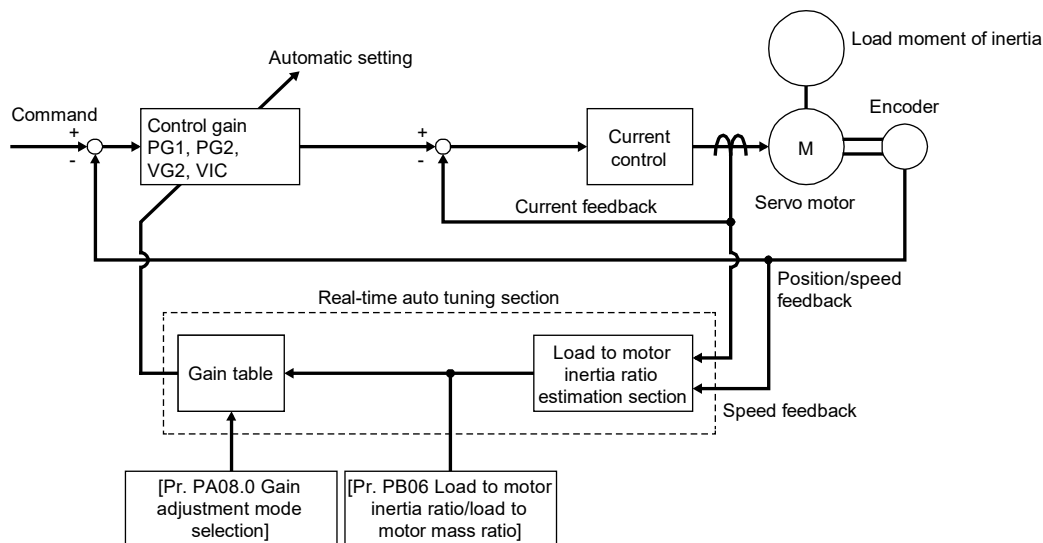 Load moment of inertia
Automatic setting
Command
Encoder
+
-
Control gain
PG1, PG2,
VG2, VIC
+
-
Current
control
M
Servo motor
Current feedback
Position/speed
feedback
Real-time auto tuning section
Gain table
Load to motor
inertia ratio
estimation section
Speed feedback
[Pr. PA08.0 Gain
adjustment mode
selection]
[Pr. PB06 Load to motor
inertia ratio/load to
motor mass ratio]